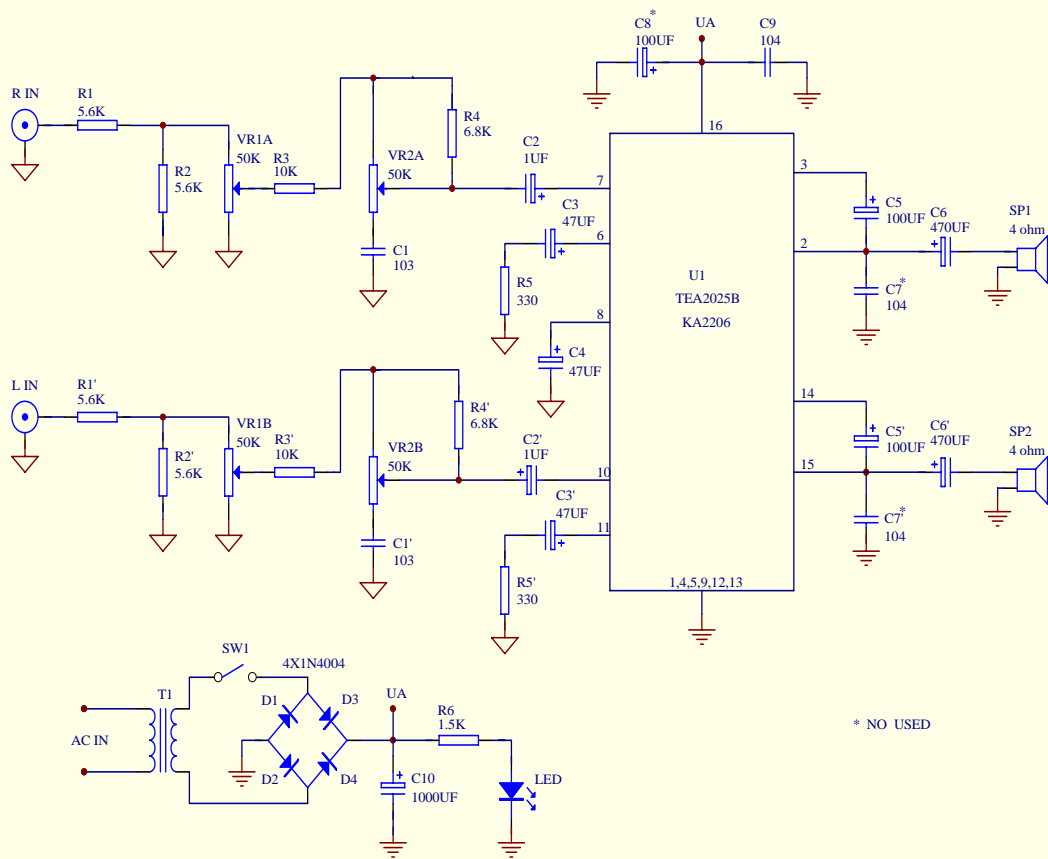 C8*
100UF
+
UA
C9
104
16
R IN
R1
5.6K
R2
5.6K
VR1A
50K
R3
10K
VR2A
50K
R4
6.8K
C1
103
C2
1UF
+
7
C3
47UF
+
6
R5
330
8
+
C4
47UF
U1
TEA2025B
KA2206
3
+
C5
100UF
C6
470UF
+
SP1
4 ohm
2
C7*
104
L IN
R1'
5.6K
R2'
5.6K
VR1B
50K
R3'
10K
VR2B
50K
R4'
6.8K
C1'
103
C2'
1UF
+
10
C3'
47UF
+
11
R5'
330
14
+
C5'
100UF
C6'
470UF
+
SP2
4 ohm
15
C7'*
104
1,4,5,9,12,13
SW1
4X1N4004
T1
AC IN
D1
D3
D2
D4
UA
R6
1.5K
+
C10
1000UF
LED
* NO USED